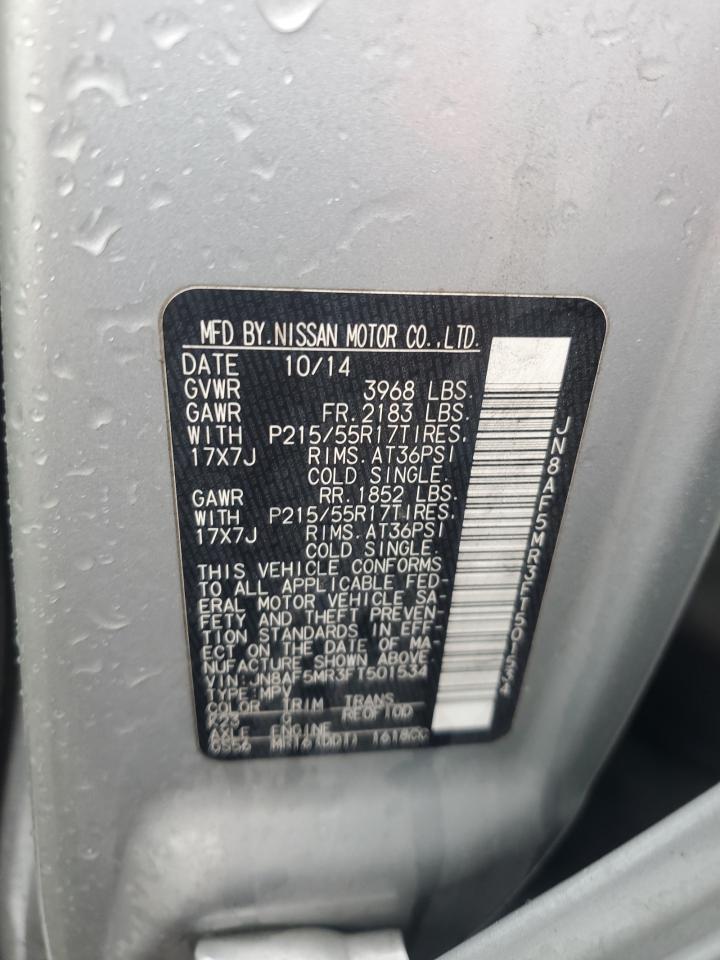 MFD BY.NISSAN MOTOR CO.,LTD.
DATE 10/14
GVWR 3968 LBS.
GAWR FR.2183 LBS.
WITH P215/55R17TIRES.
17X7J RIMS.AT36PSI
COLD SINGLE.
GAWR RR.1852 LBS.
WITH P215/55R17TIRES.
17X7J RIMS.AT36PSI
COLD SINGLE.
THIS VEHICLE CONFORMS
TO ALL APPLICABLE FED-
ERAL MOTOR VEHICLE SA-
FETY AND THEFT PREVEN-
TION STANDARDS IN EFF-
ECT ON THE DATE OF MA-
NUFACTURE SHOWN ABOVE.
VIN:JN8AF5MR3FT501534
TYPE:MPV
COLOR TRIM TRANS
K23 G
AXLE ENGINE
GS56 1618CC
JN8AF5MR3FT501534